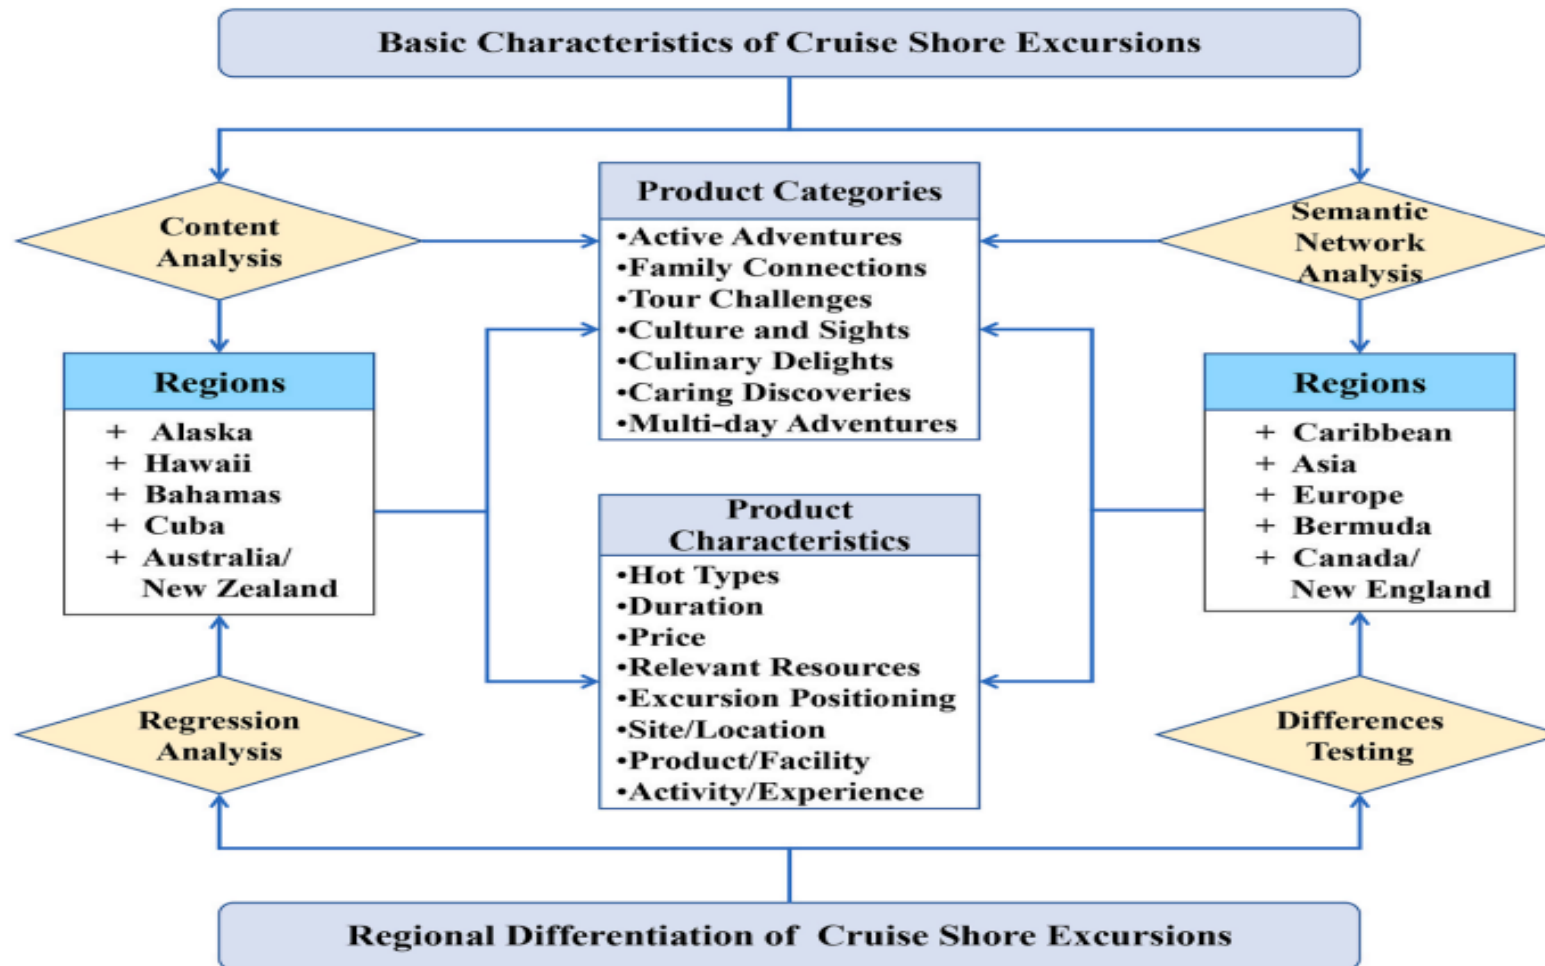 Basic Characteristics of Cruise Shore Excursions
Content
Analysis
Product Categories
•Active Adventures
•Family Connections
•Tour Challenges
•Culture and Sights
•Culinary Delights
•Caring Discoveries
•Multi-day Adventures
Semantic
Network
Analysis
Regions
+ Alaska
+ Hawaii
+ Bahamas
+ Cuba
+ Australia/
New Zealand
Product
Characteristics
•Hot Types
•Duration
•Price
•Relevant Resources
•Excursion Positioning
•Site/Location
•Product/Facility
•Activity/Experience
Regions
+ Caribbean
+ Asia
+ Europe
+ Bermuda
+ Canada/
New England
Regression
Analysis
Differences
Testing
Regional Differentiation of Cruise Shore Excursions